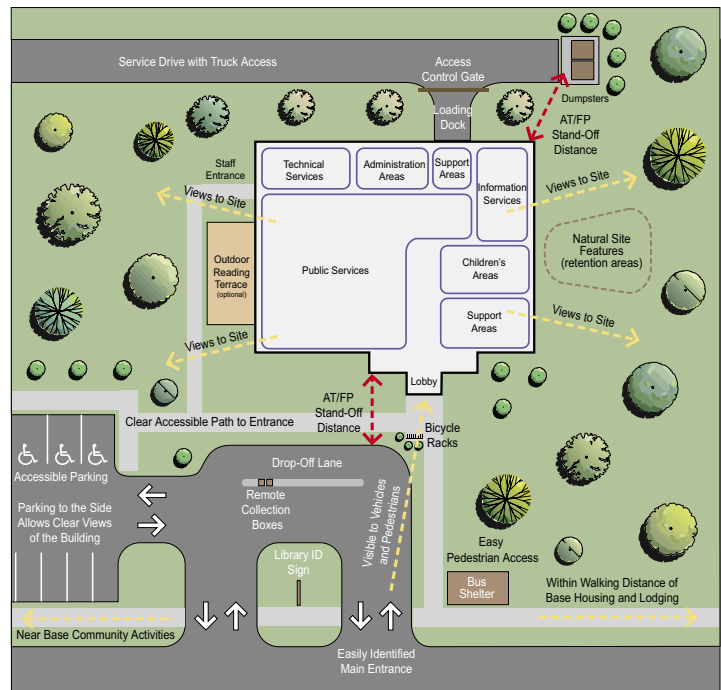 Service Drive with Truck Access
Access
Control Gate
Loading
Dock
Dumpsters
AT/FP
Stand-Off
Distance
Staff
Entrance
Technical
Services
Administration
Areas
Support
Areas
Information
Services
Views to Site
Views to Site
Outdoor
Reading
Terrace
(optional)
Public Services
Children's
Areas
Natural Site
Features
(retention areas)
Support
Areas
Views to Site
Views to Site
Lobby
AT/FP
Stand-Off
Distance
Clear Accessible Path to Entrance
Bicycle
Racks
Accessible Parking
Drop-Off Lane
Remote
Collection
Boxes
Parking to the Side
Allows Clear Views
of the Building
Visible to Vehicles
and Pedestrians
Easy
Pedestrian Access
Library ID
Sign
Bus
Shelter
Within Walking Distance of
Base Housing and Lodging
Near Base Community Activities
Easily Identified
Main Entrance